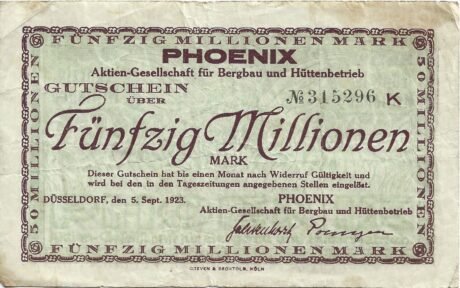 FÜNFZIG MILLIONEN MARK
50 MILLIONEN
50 MILLIONEN
PHOENIX
Aktien-Gesellschaft für Bergbau und Hüttenbetrieb
GUTSCHEIN
ÜBER
№ 315296 K
Fünfzig Millionen
MARK
Dieser Gutschein hat bis einen Monat nach Widerruf Gültigkeit und
wird bei den in den Tageszeitungen angegebenen Stellen eingelöst.
DÜSSELDORF, den 5. Sept. 1923.
PHOENIX
Aktien-Gesellschaft für Bergbau und Hüttenbetrieb
FÜNFZIG MILLIONEN MARK
KÖLN